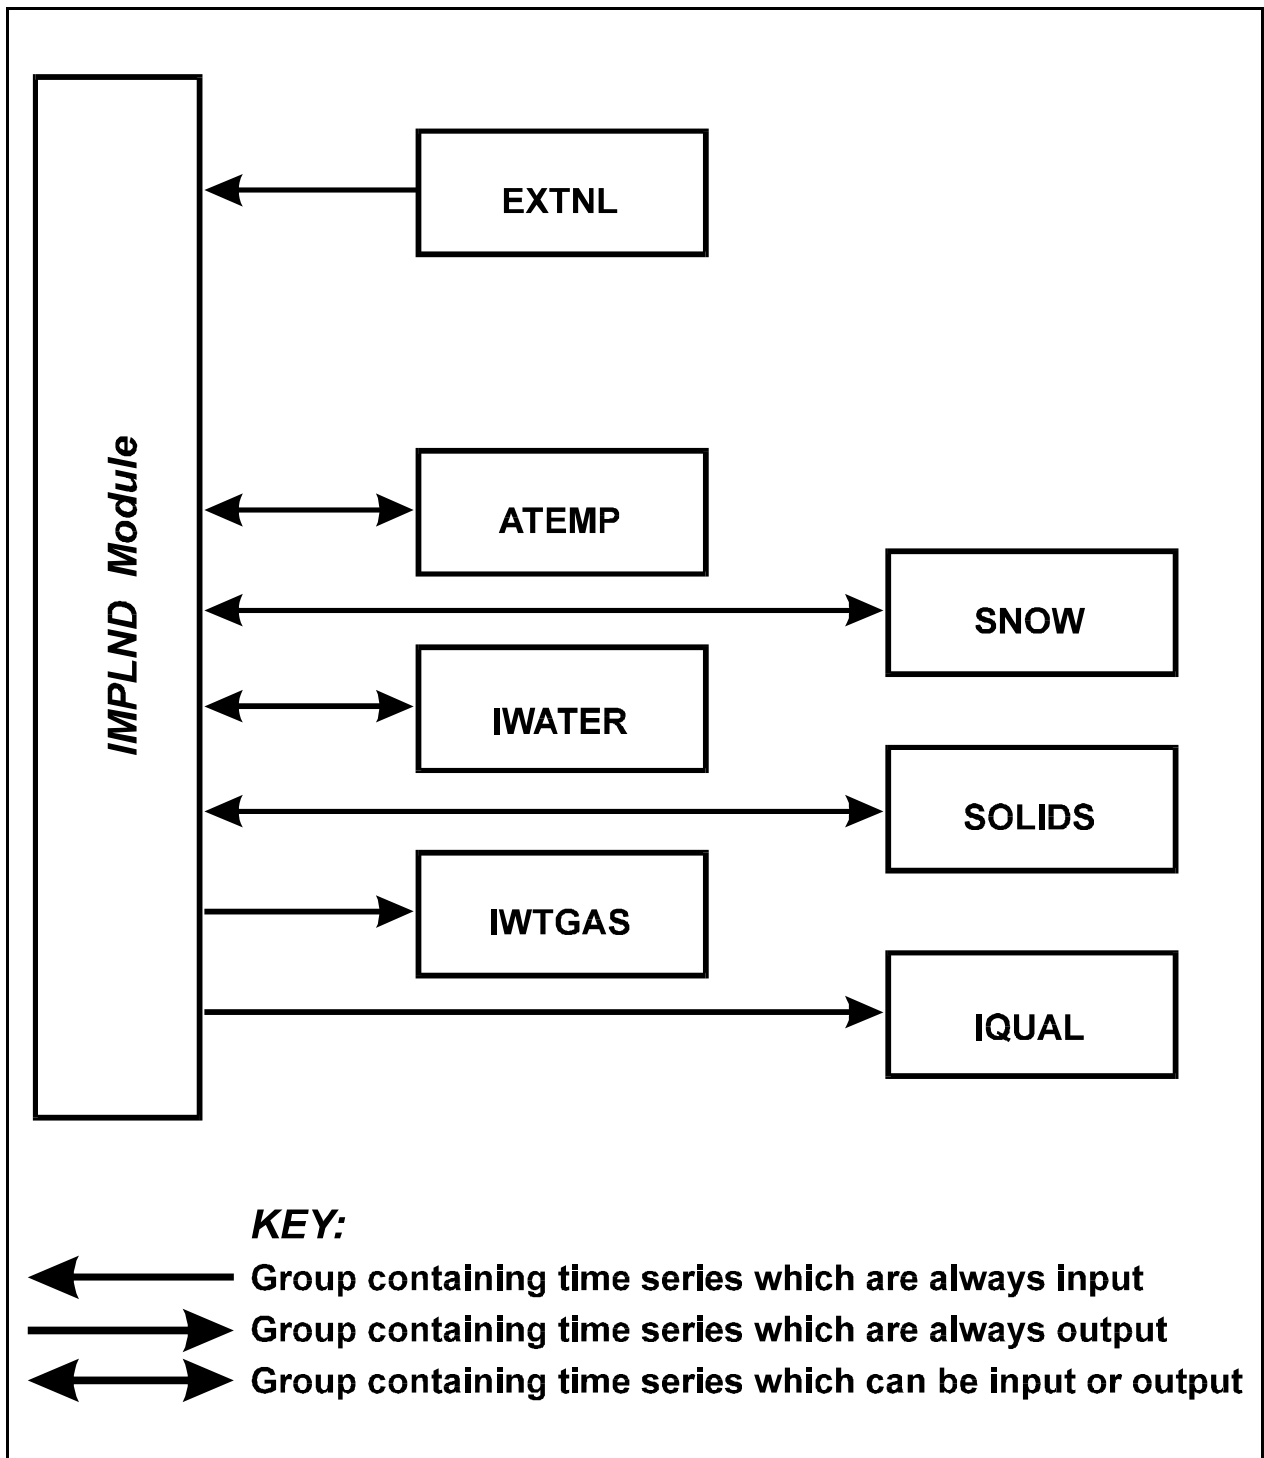 IMPLND Module
EXTNL
ATEMP
SNOW
IWATER
SOLIDS
IWTGAS
IQUAL
KEY:
Group containing time series which are always input
Group containing time series which are always output
Group containing time series which can be input or output